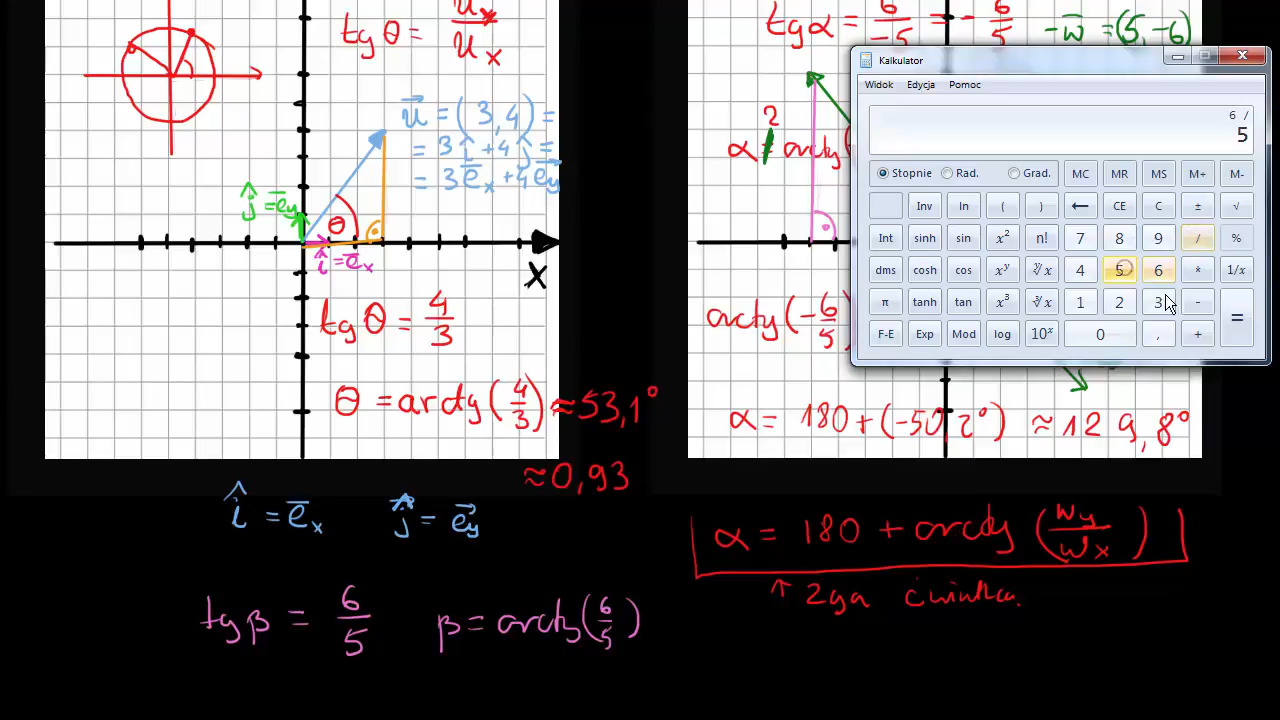 tg θ = u_x / u_x
u⃗ = (3,4) =
= 3î + 4ĵ =
= 3e̅x + 4e̅y
ĵ = e̅y
θ
î = e̅x
X
tg θ = 4/3
θ = arctg(4/3) ≈ 53,1°
≈ 0,93
î = e̅x ĵ = e⃗y
tg β = 6/5 β = arctg(6/5)
tg α = 6/-5 = - 6/5 -w̅ = (5,-6)
2
α = arctg(
arctg(-6/5)
α = 180 + (-50,2°) ≈ 129,8°
α = 180 + arctg(wy/wx)
↑ 2ga ćwiartka.
Kalkulator
Widok Edycja Pomoc
6 /
5
Stopnie Rad. Grad. MC MR MS M+ M-
Inv ln ( ) ← CE C ± √
Int sinh sin x² n! 7 8 9 / %
dms cosh cos xʸ ʸ√x 4 5 6 * 1/x
π tanh tan x³ ³√x 1 2 3 - =
F-E Exp Mod log 10ˣ 0 , +